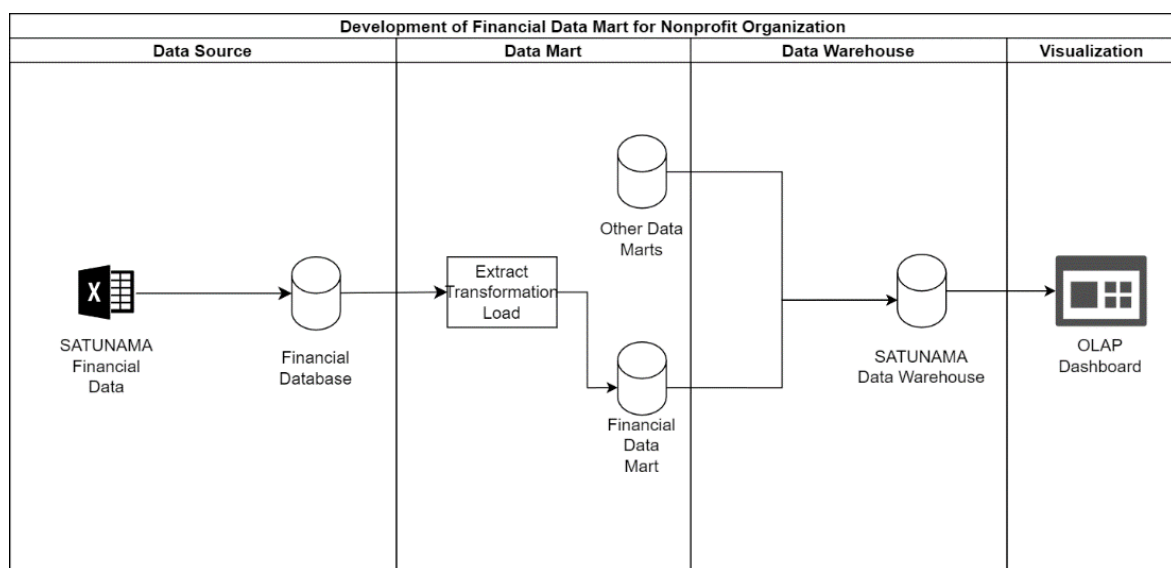 Development of Financial Data Mart for Nonprofit Organization
Data Source
Data Mart
Data Warehouse
Visualization
X
SATUNAMA
Financial
Data
Financial
Database
Extract
Transformation
Load
Other Data
Marts
Financial
Data
Mart
SATUNAMA
Data Warehouse
OLAP
Dashboard